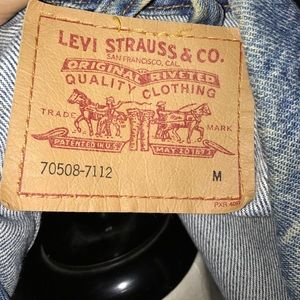 LEVI STRAUSS & CO.
SAN FRANCISCO, CAL.
ORIGINAL RIVETED
QUALITY CLOTHING
TRADE MARK
PATENTED IN U.S. MAY 20 1873
70508-7112 M